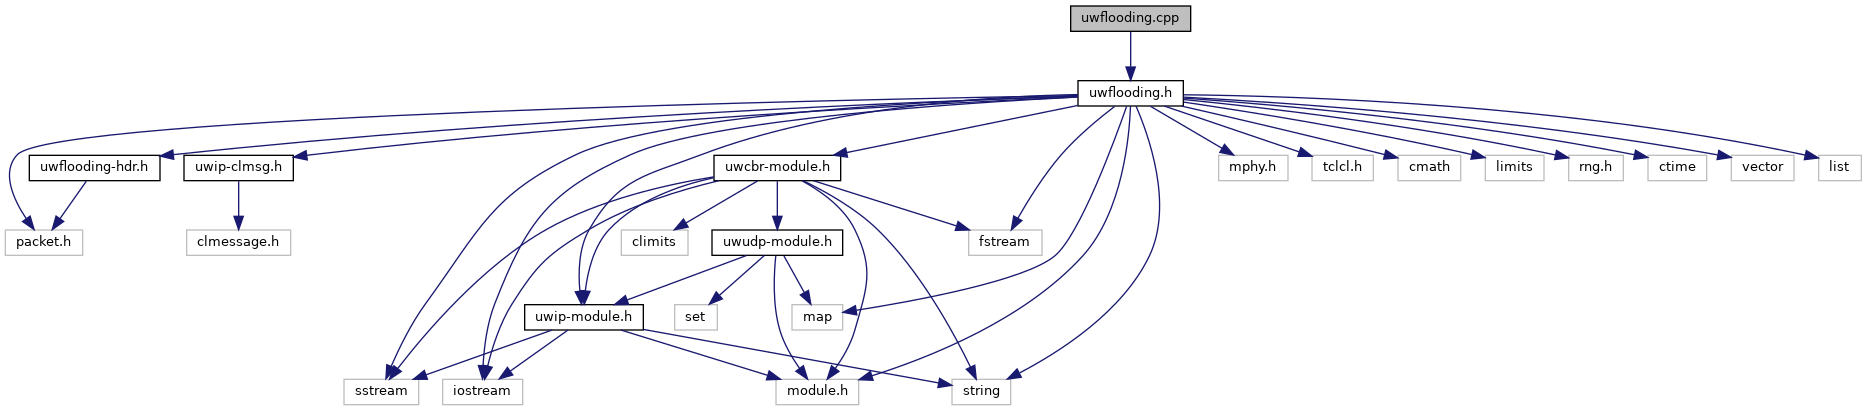 uwflooding.cpp
uwflooding.h
uwflooding-hdr.h
uwip-clmsg.h
uwcbr-module.h
mphy.h
tclcl.h
cmath
limits
rng.h
ctime
vector
list
packet.h
clmessage.h
climits
uwudp-module.h
fstream
uwip-module.h
set
map
sstream
iostream
module.h
string